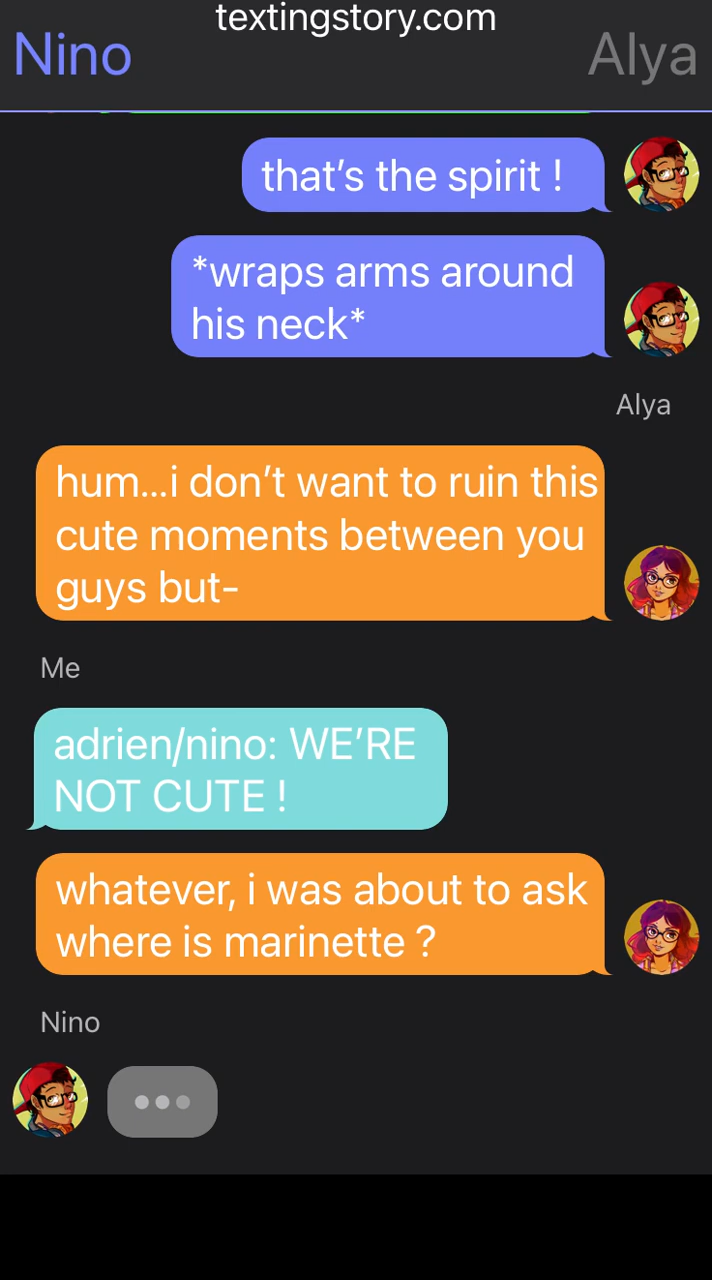 textingstory.com
Nino
Alya
that’s the spirit !
*wraps arms around
his neck*
Alya
hum...i don’t want to ruin this
cute moments between you
guys but-
Me
adrien/nino: WE’RE
NOT CUTE !
whatever, i was about to ask
where is marinette ?
Nino